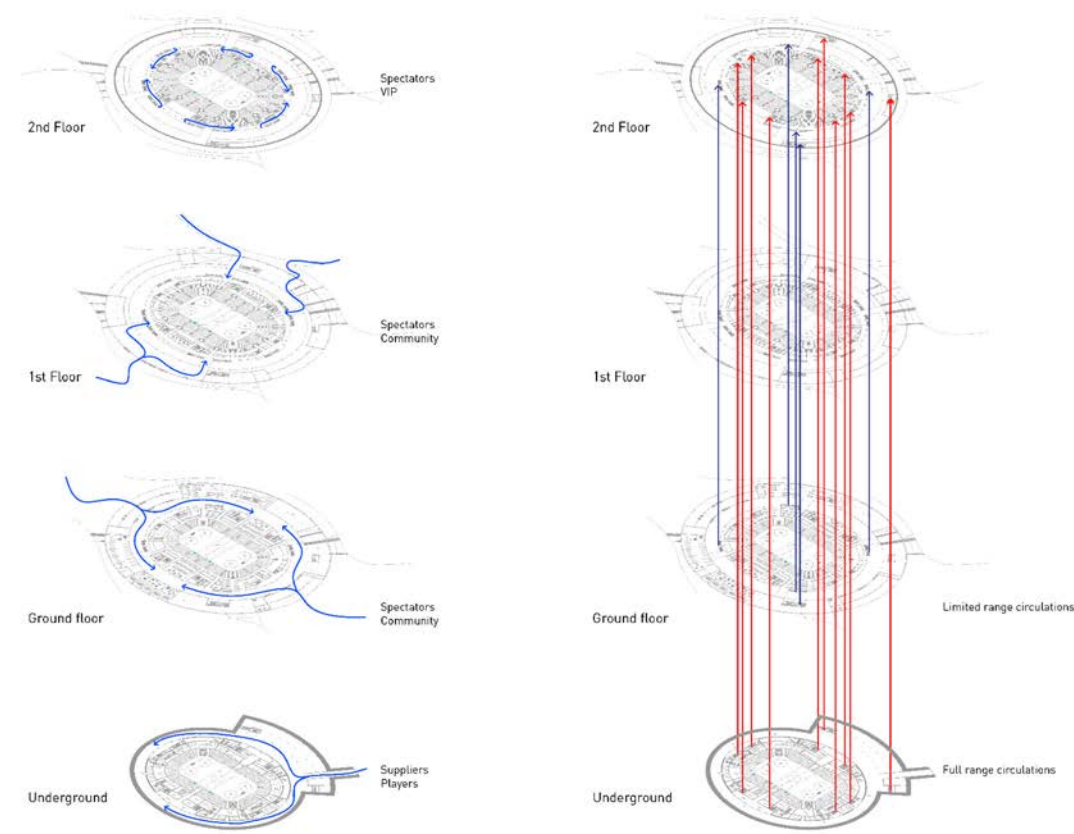 Spectators
VIP
2nd Floor
Spectators
Community
1st Floor
Spectators
Community
Ground floor
Suppliers
Players
Underground
2nd Floor
1st Floor
Limited range circulations
Ground floor
Full range circulations
Underground